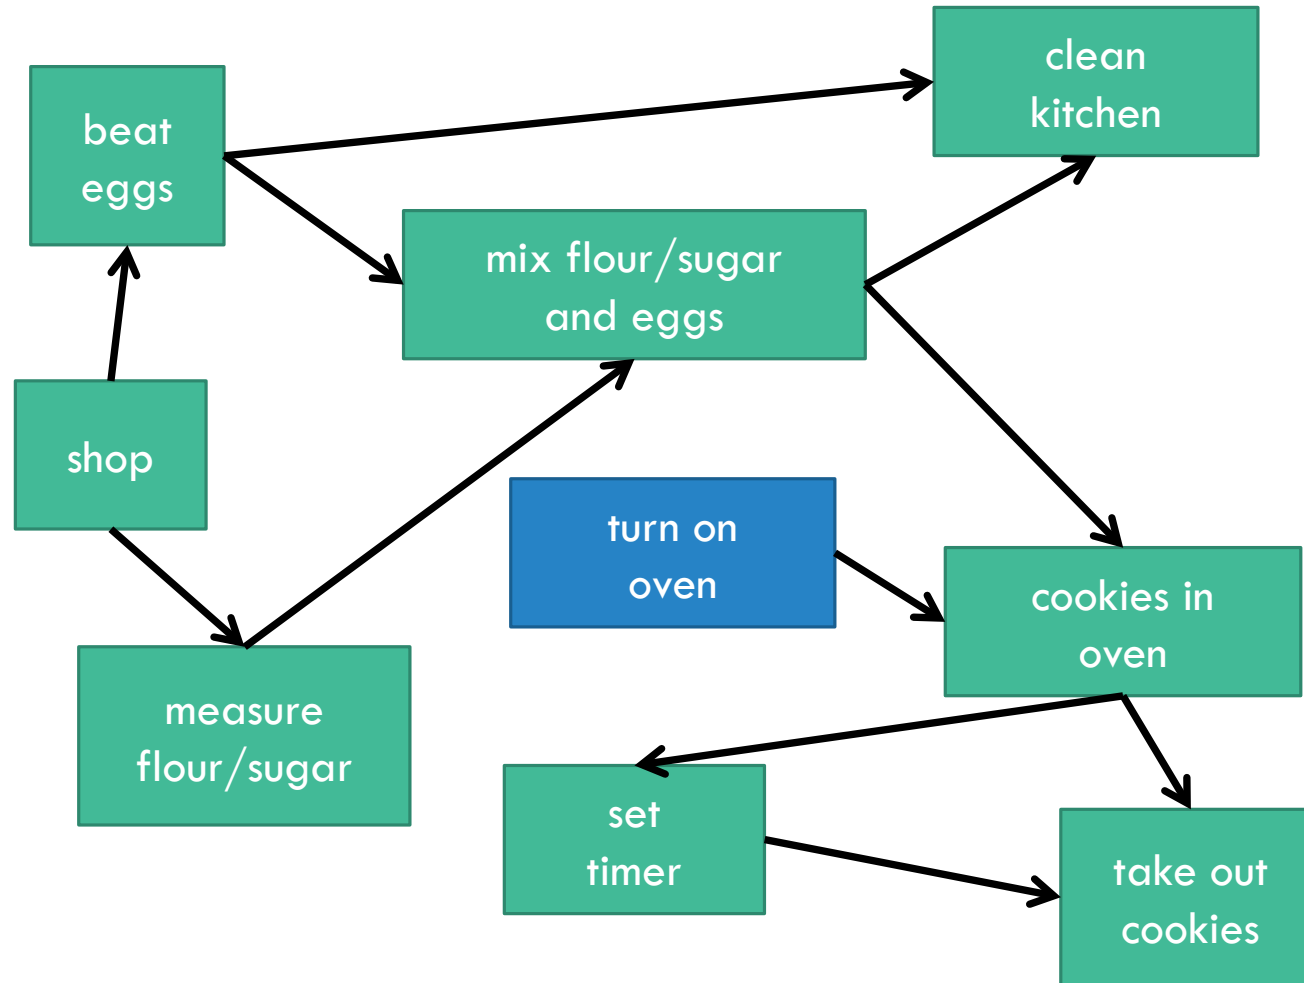 clean
kitchen
beat
eggs
mix flour/sugar
and eggs
shop
turn on
oven
cookies in
oven
measure
flour/sugar
set
timer
take out
cookies